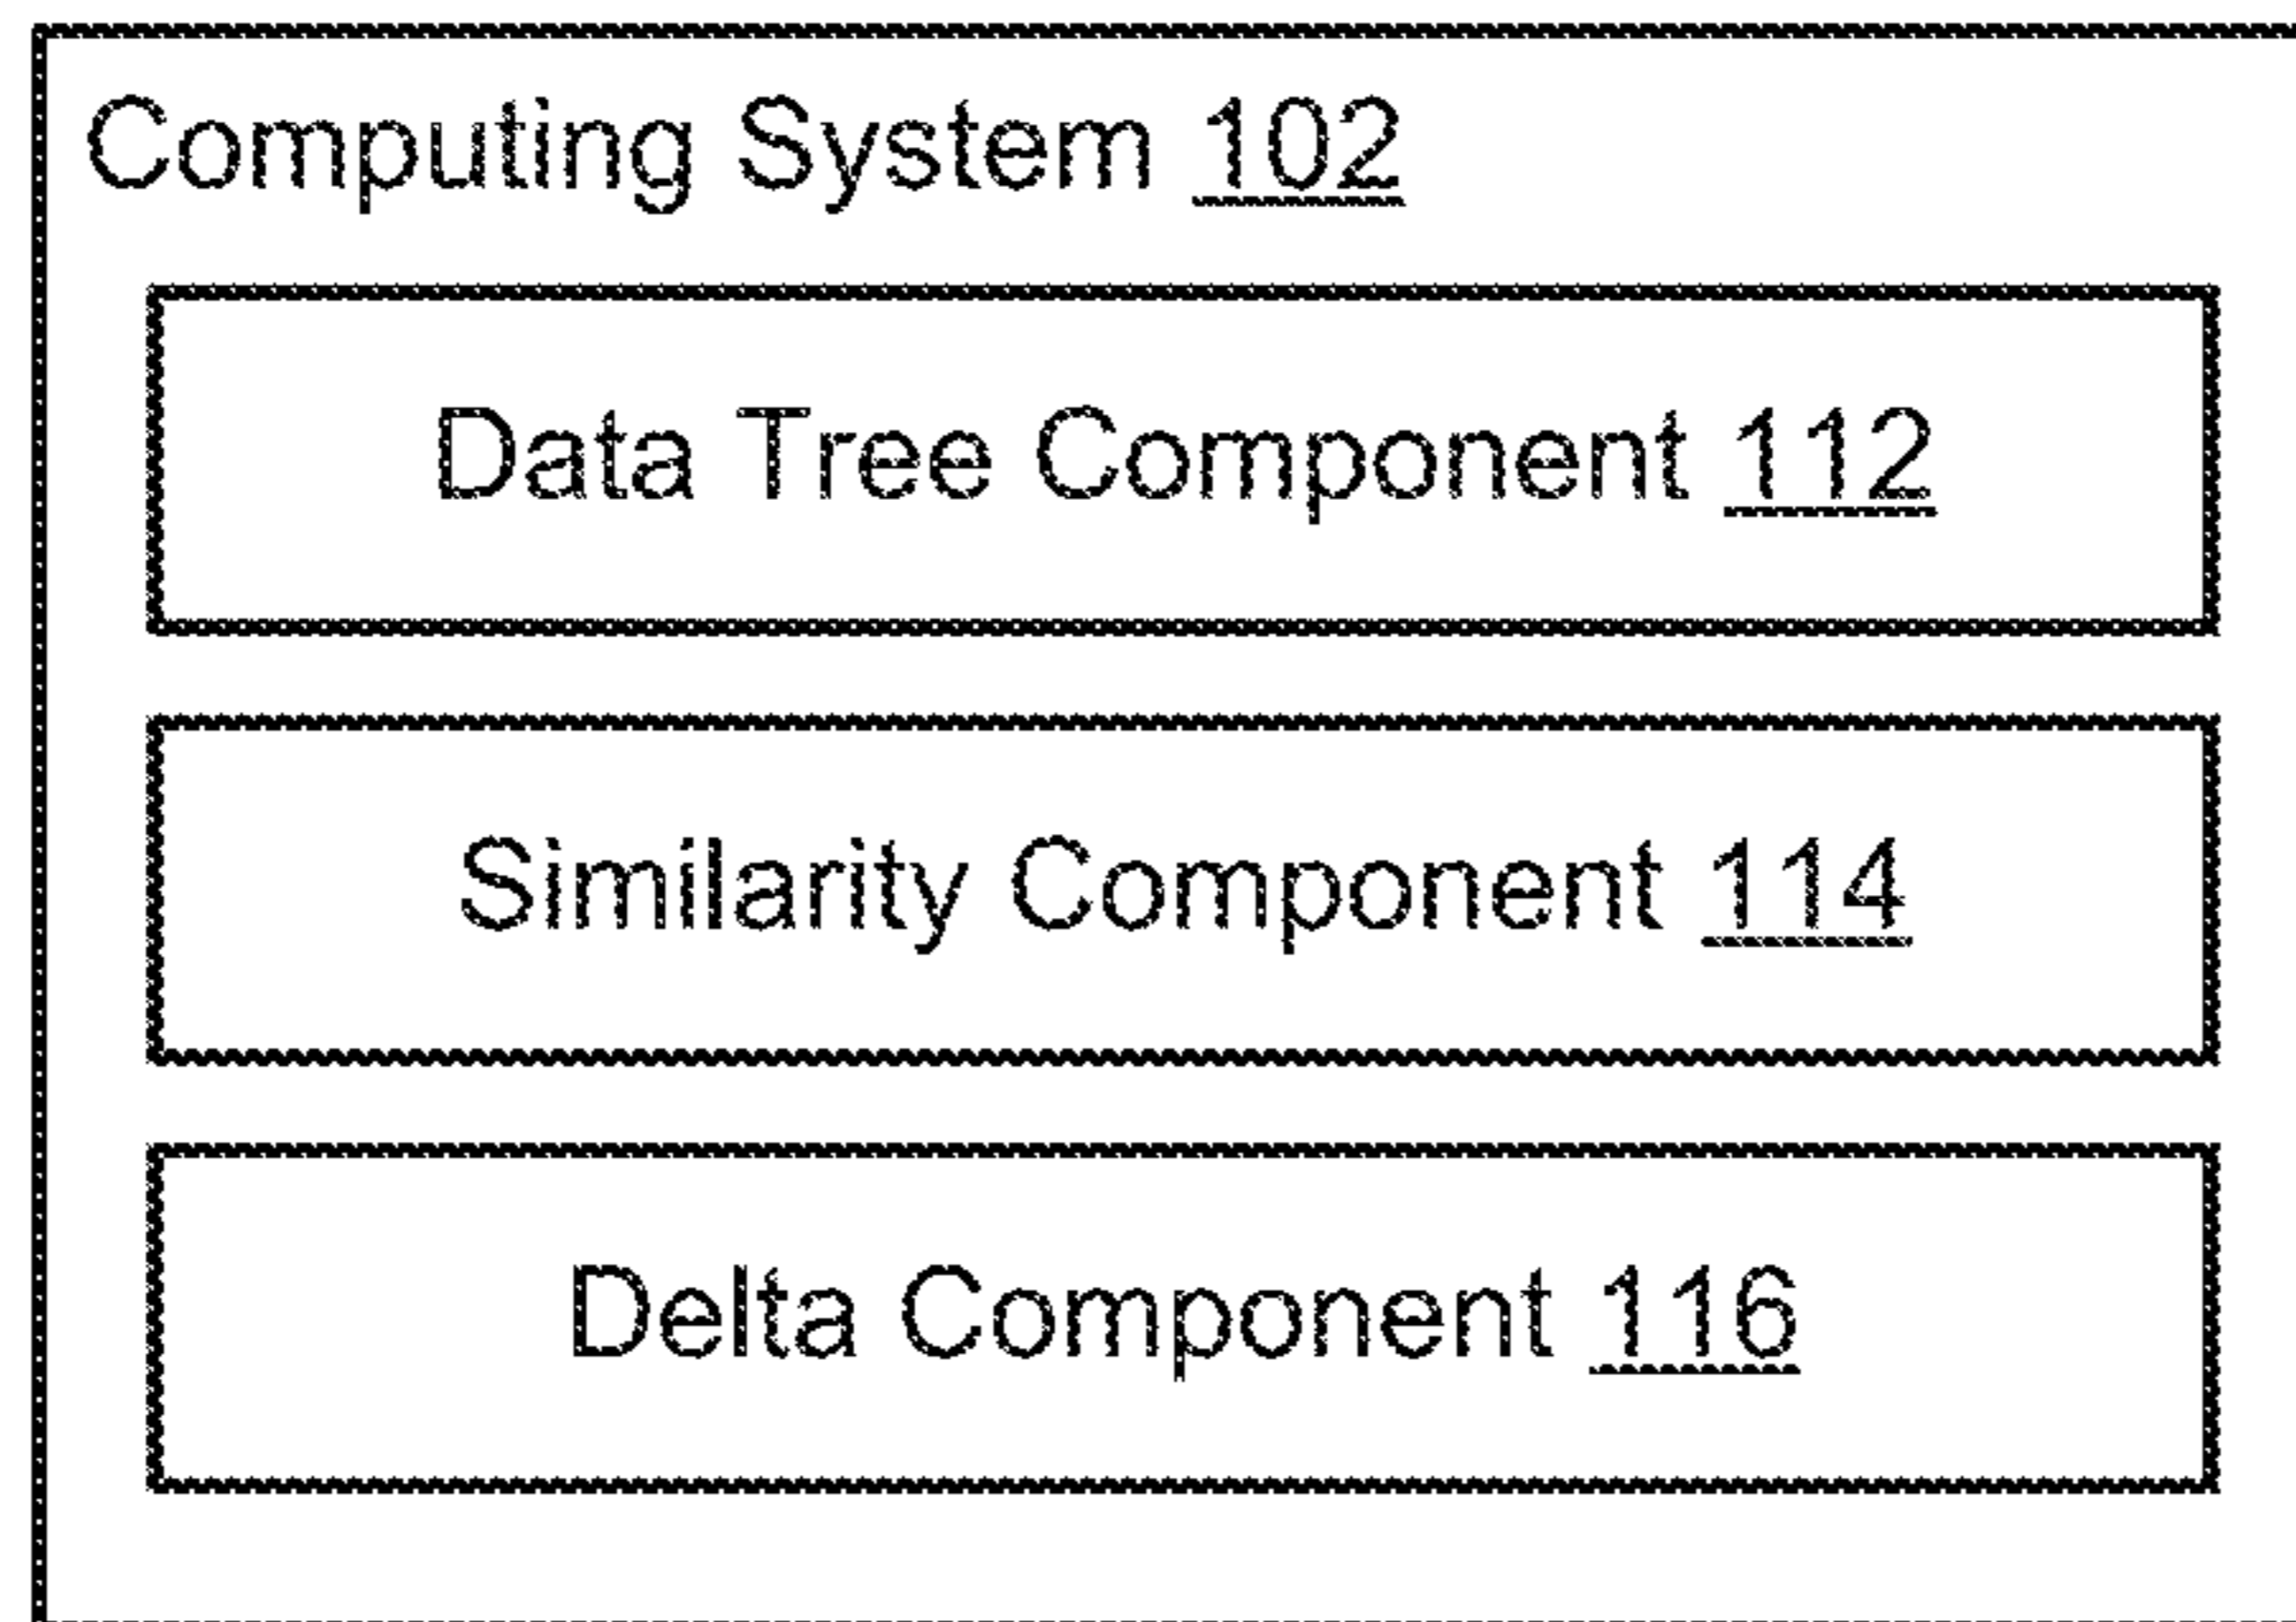 Computing System 102
Data Tree Component 112
Similarity Component 114
Delta Component 116